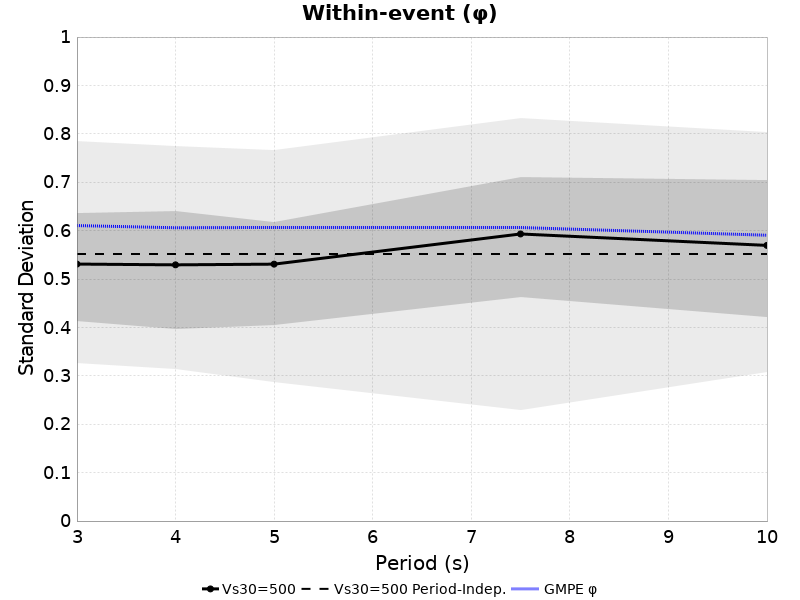 Within-event (φ)
1
0.9
0.8
0.7
0.6
0.5
0.4
0.3
0.2
0.1
0
Standard Deviation
3 4 5 6 7 8 9 10
Period (s)
Vs30=500 Vs30=500 Period-Indep. GMPE φ